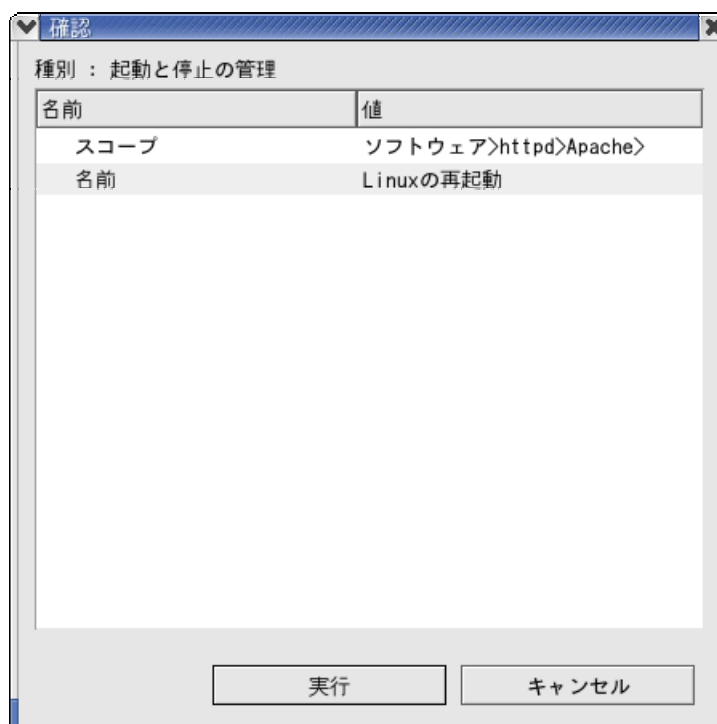 確認
種別 : 起動と停止の管理
名前 値
スコープ ソフトウェア>httpd>Apache>
名前 Linuxの再起動
実行 キャンセル